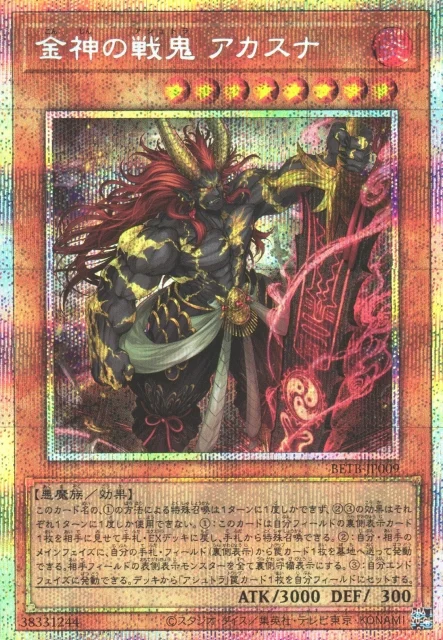 金神の戦鬼 アカスナ
BETB-JP009
【悪魔族/効果】
このカード名の、①の方法による特殊召喚は1ターンに1度しかできず、②③の効果はそれ
ぞれ1ターンに1度しか使用できない。①:このカードは自分フィールドの裏側表示カード
1枚を相手に見せて手札・EXデッキに戻し、手札から特殊召喚できる。②:自分・相手の
メインフェイズに、自分の手札・フィールド(裏側表示)から罠カード1枚を墓地へ送って発動
できる。相手フィールドの表側表示モンスターを全て裏側守備表示にする。③:自分エンド
フェイズに発動できる。デッキから「アシュトラ」罠カード1枚を自分フィールドにセットする。
ATK/3000 DEF/ 300
38331244
©スタジオ・ダイス/集英社・テレビ東京・KONAMI